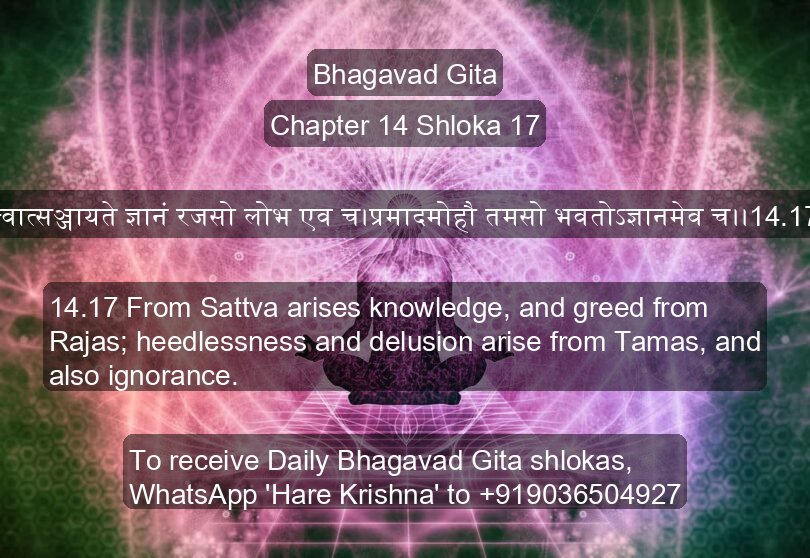 Bhagavad Gita
Chapter 14 Shloka 17
वात्सञ्जायते ज्ञानं रजसो लोभ एव च।प्रमादमोहौ तमसो भवतोऽज्ञानमेव च।।14.17
14.17 From Sattva arises knowledge, and greed from
Rajas; heedlessness and delusion arise from Tamas, and
also ignorance.
To receive Daily Bhagavad Gita shlokas,
WhatsApp 'Hare Krishna' to +919036504927